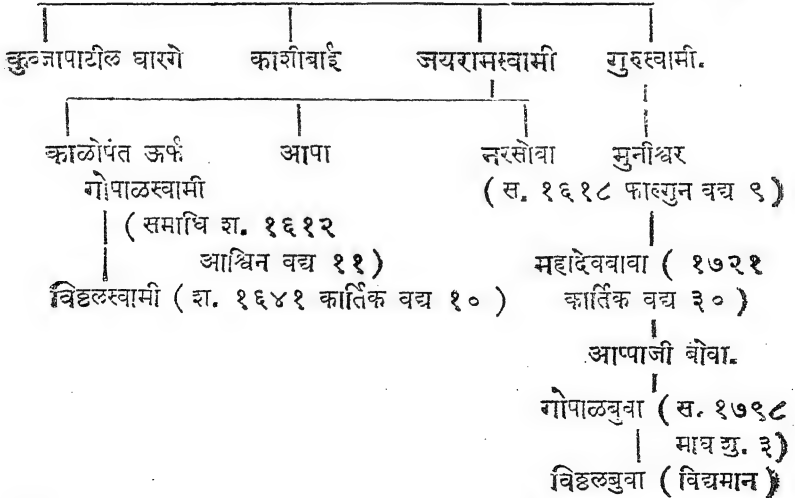 कुब्जापाटील घारगे काशीबाई जयरामस्वामी गुरुस्वामी.
काळोपंत ऊर्फ आपा नरसोबा मुनीश्वर
गोपाळस्वामी (स. १६१८ फाल्गुन वद्य ९)
(समाधि श. १६१२
आश्विन वद्य ११) महादेवबावा (१७२१
विठ्ठलस्वामी (श. १६४१ कार्तिक वद्य १०) कार्तिक वद्य ३०)
आप्पाजी बोवा.
गोपाळबुवा (स. १७९८
माघ शु. ३)
विठ्ठलबुवा (विद्यमान)